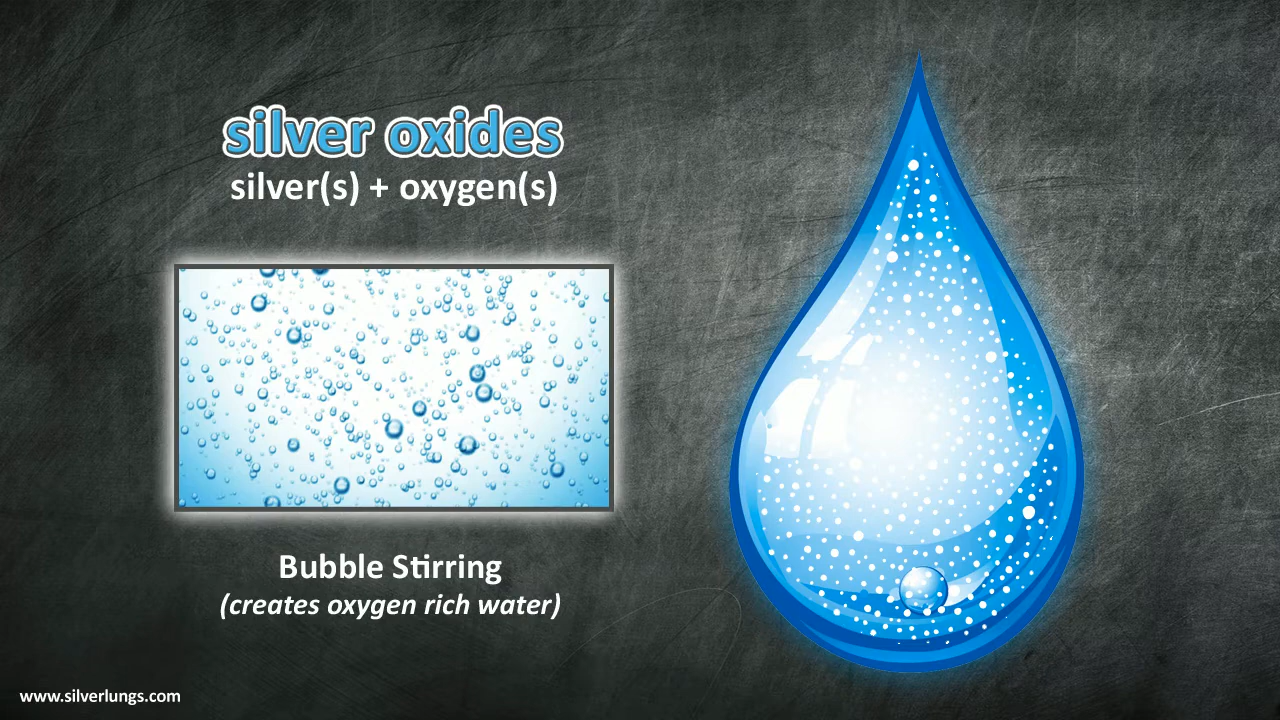 silver oxides
silver(s) + oxygen(s)
Bubble Stirring
(creates oxygen rich water)
www.silverlungs.com